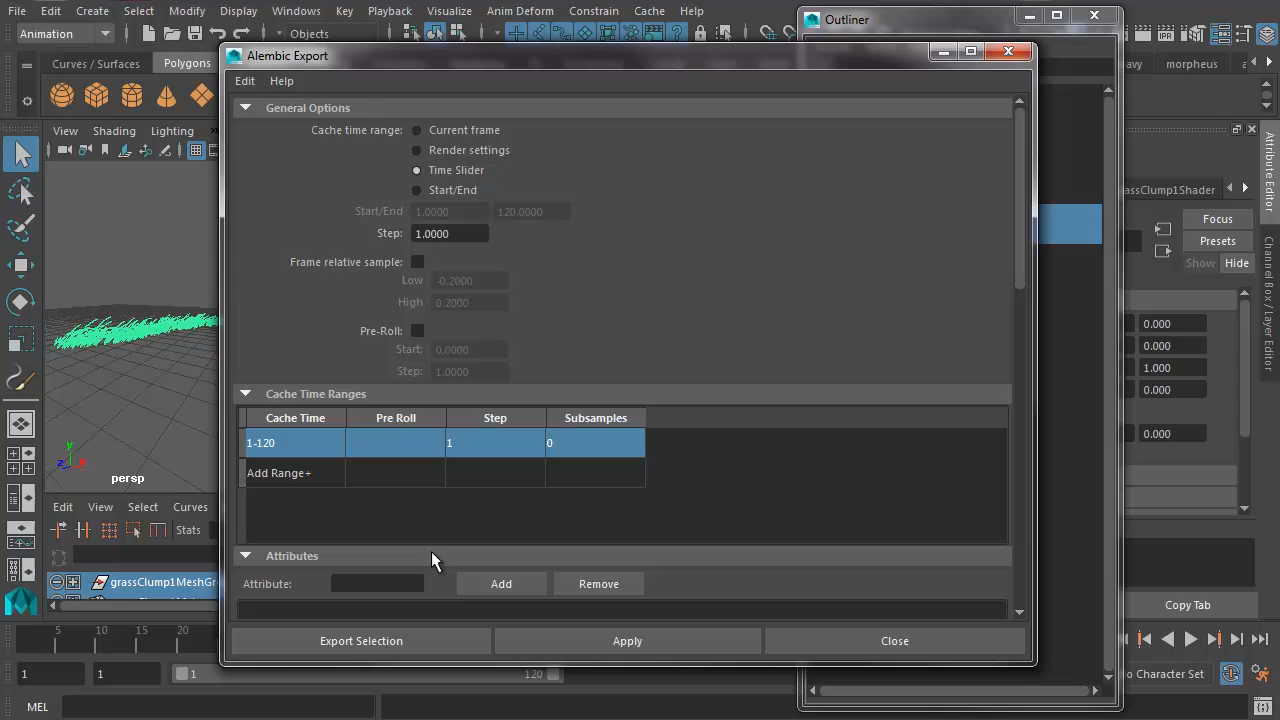 File Edit Create Select Modify Display Windows Key Playback Visualize Anim Deform Constrain Cache Help
Outliner
Animation
Objects
Alembic Export
Curves / Surfaces
Polygons
morpheus
Edit Help
General Options
Cache time range:
Current frame
Render settings
Time Slider
Start/End
Start/End
1.0000
120.0000
Step:
1.0000
Frame relative sample:
Low
-0.2000
High
0.2000
Pre-Roll:
Start:
0.0000
Step:
1.0000
Cache Time Ranges
Cache Time
Pre Roll
Step
Subsamples
1-120
1
0
Add Range+
Attributes
Attribute:
Add
Remove
Export Selection
Apply
Close
View Shading Lighting
persp
View Select Curves
Stats
grassClump1MeshGr
assClump1Shader
Focus
Presets
Show
Hide
0.000
0.000
1.000
0.000
0.000
Attribute Editor
Channel Box / Layer Editor
Copy Tab
5 10 15 20
1
1
1
120
o Character Set
MEL